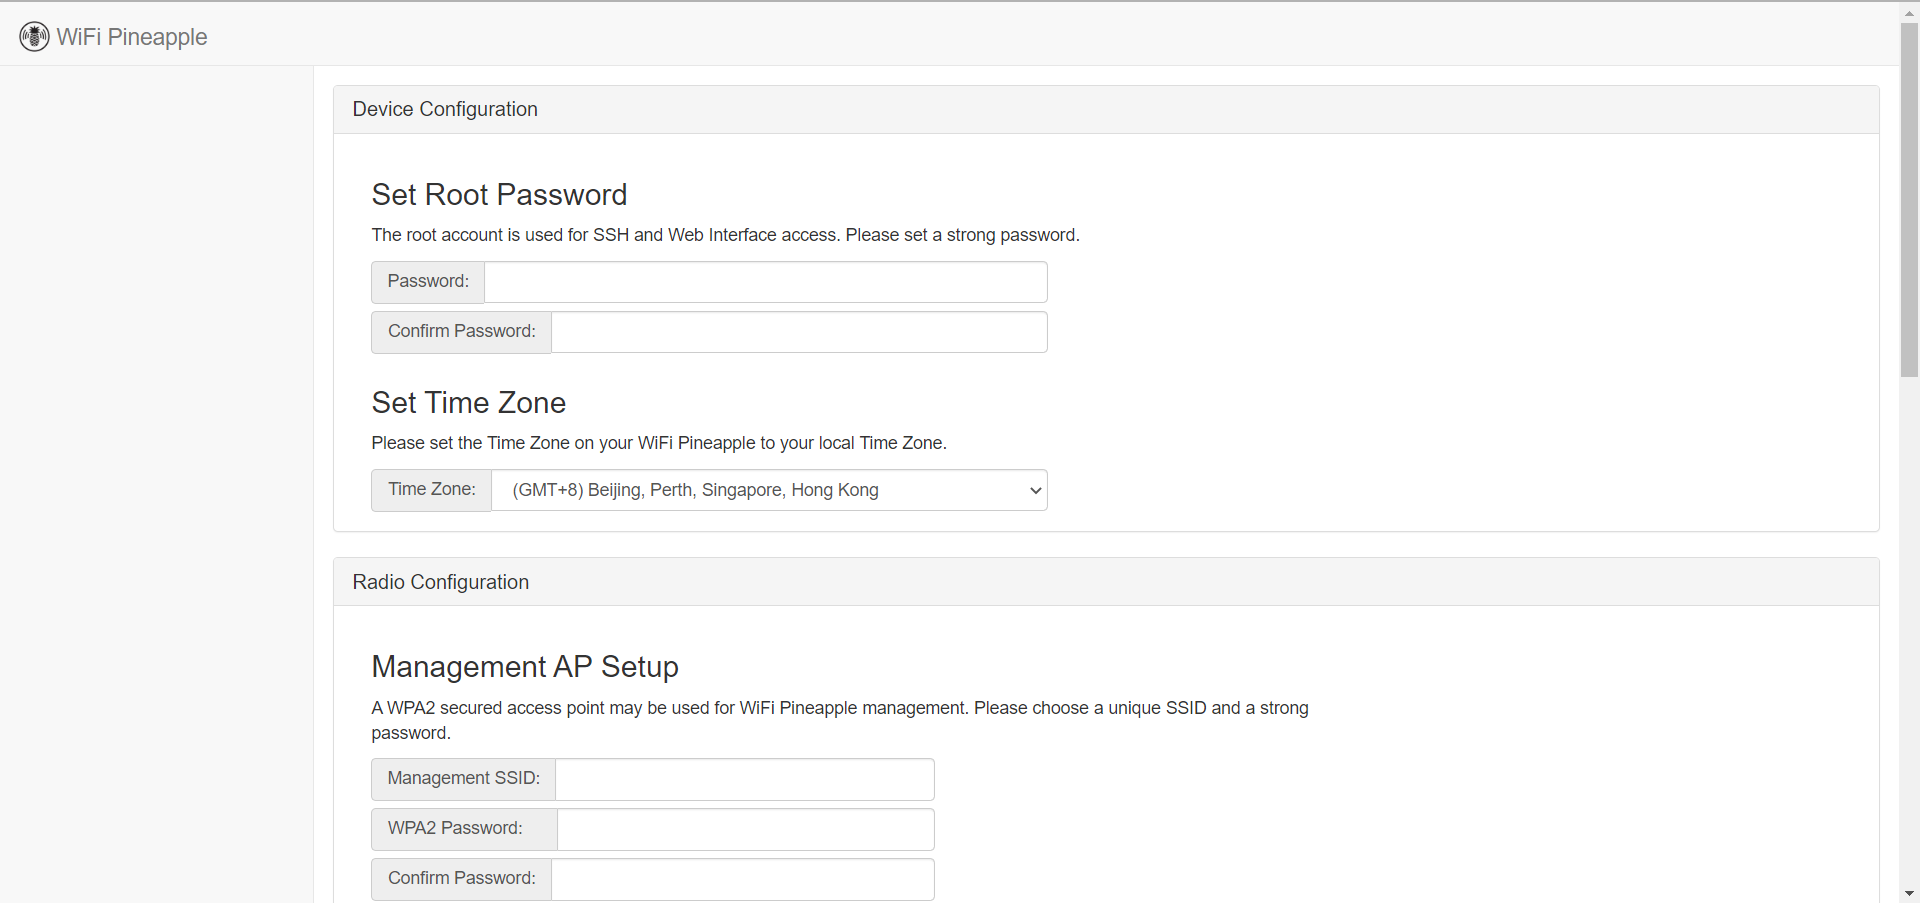 WiFi Pineapple
Device Configuration
Set Root Password
The root account is used for SSH and Web Interface access. Please set a strong password.
Password:
Confirm Password:
Set Time Zone
Please set the Time Zone on your WiFi Pineapple to your local Time Zone.
Time Zone: (GMT+8) Beijing, Perth, Singapore, Hong Kong
Radio Configuration
Management AP Setup
A WPA2 secured access point may be used for WiFi Pineapple management. Please choose a unique SSID and a strong
password.
Management SSID:
WPA2 Password:
Confirm Password: